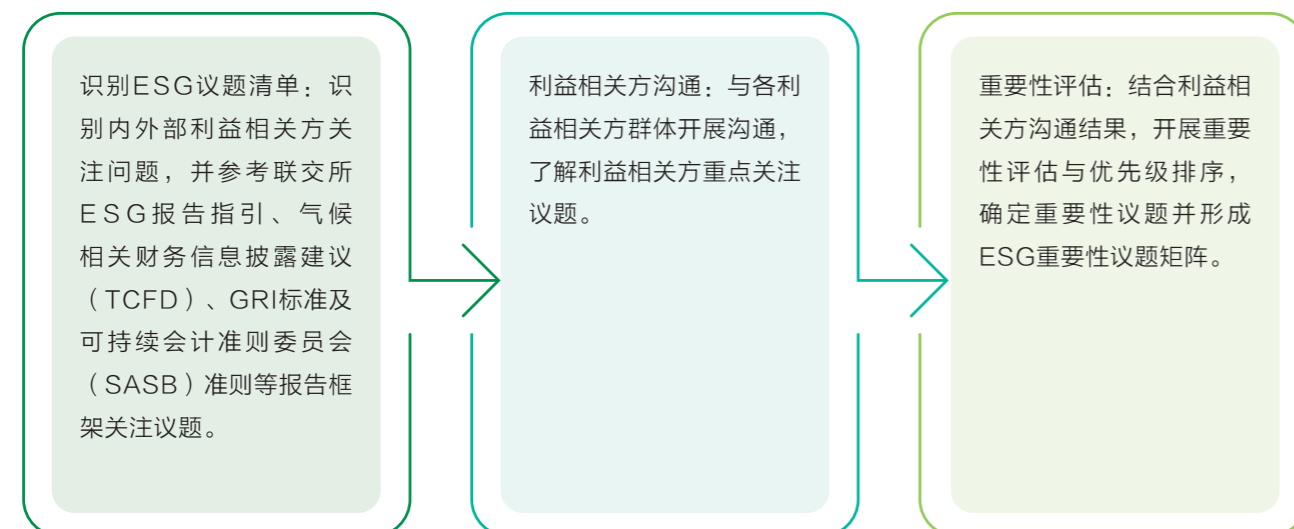 识别ESG议题清单：识
别内外部利益相关方关
注问题，并参考联交所
ESG报告指引、气候
相关财务信息披露建议
（TCFD）、GRI标准及
可持续会计准则委员会
（SASB）准则等报告框
架关注议题。
利益相关方沟通：与各利
益相关方群体开展沟通，
了解利益相关方重点关注
议题。
重要性评估：结合利益相
关方沟通结果，开展重要
性评估与优先级排序，
确定重要性议题并形成
ESG重要性议题矩阵。